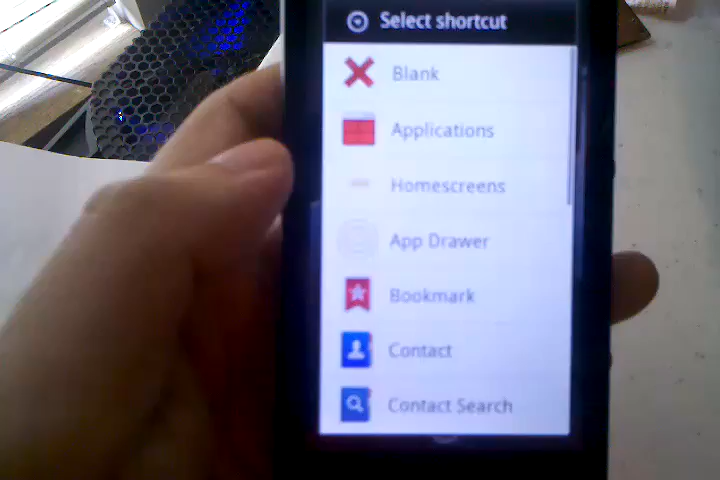 Select shortcut
Blank
Applications
Homescreens
App Drawer
Bookmark
Contact
Contact Search